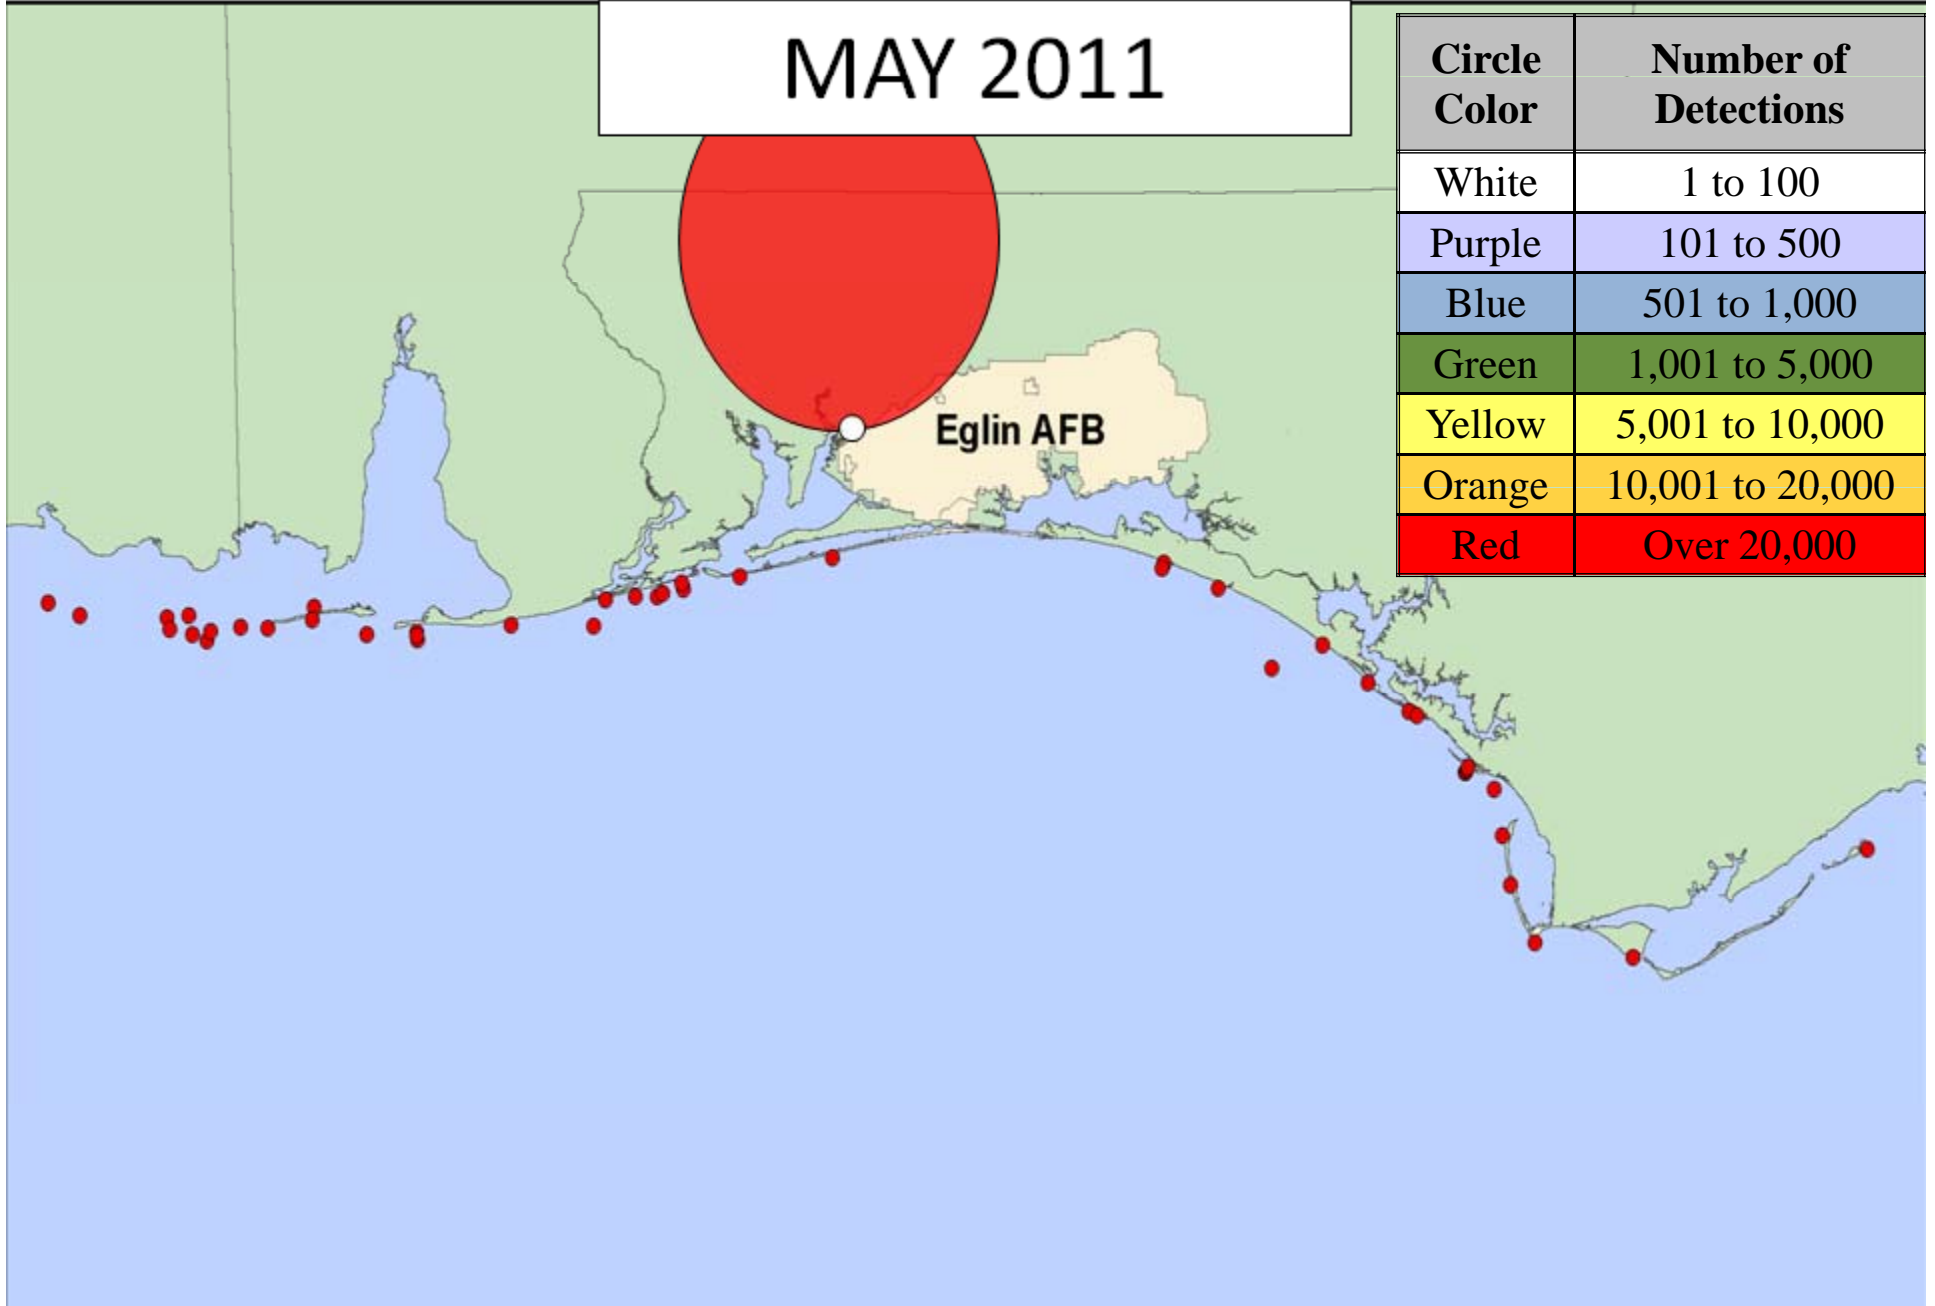 MAY 2011
Circle Color Number of Detections
White 1 to 100
Purple 101 to 500
Blue 501 to 1,000
Green 1,001 to 5,000
Yellow 5,001 to 10,000
Orange 10,001 to 20,000
Red Over 20,000
Eglin AFB